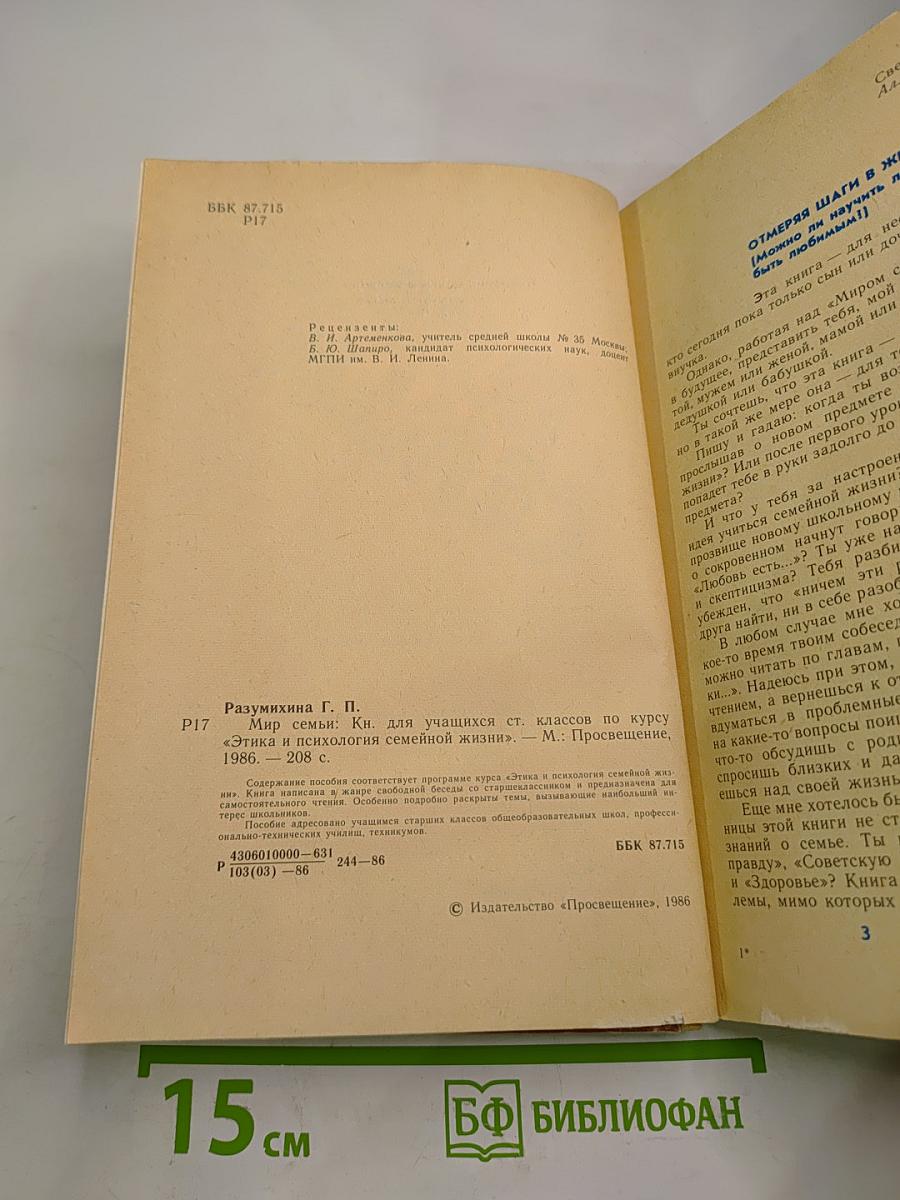 ББК 87.715
Р17
Рецензенты:
В. И. Артеменкова, учитель средней школы № 35 Москвы;
Б. Ю. Шапиро, кандидат психологических наук, доцент
МГПИ им. В. И. Ленина.
Разумихина Г. П.
Р17 Мир семьи: Кн. для учащихся ст. классов по курсу
«Этика и психология семейной жизни». — М.: Просвещение,
1986. — 208 с.
Содержание пособия соответствует программе курса «Этика и психология семейной жиз-
ни». Книга написана в жанре свободной беседы со старшеклассником и предназначена для
самостоятельного чтения. Особенно подробно раскрыты темы, вызывающие наибольший ин-
терес школьников.
Пособие адресовано учащимся старших классов общеобразовательных школ, професси-
онально-технических училищ, техникумов.
Р 4306010000—631 244—86
103(03) —86
ББК 87.715
© Издательство «Просвещение», 1986
Све
Ал
ОТМЕРЯЯ ШАГИ В
(Можно ли научить
быть любимым?)
Эта книга — для
кто сегодня пока только сын или
внучка.
Однако, работая над «Миром
в будущее, представить тебя, мой
той, мужем или женой, мамой или
дедушкой или бабушкой.
Ты сочтешь, что эта книга —
но в такой же мере она — для
Пишу и гадаю: когда ты
прослышав о новом предмете
жизни»? Или после первого
попадет тебе в руки задолго до
предмета?
И что у тебя за настроен
идея учиться семейной жизни?
прозвище новому школьному
о сокровенном начнут говор
«Любовь есть...»? Ты уже
и скептицизма? Тебя разби
убежден, что «ничем эти
друга найти, ни в себе разоб
В любом случае мне хо
кое-то время твоим собесед
можно читать по главам,
ки...». Надеюсь при этом,
чтением, а вернешься к
вдуматься в проблемные
на какие-то вопросы поищ
что-то обсудишь с
спросишь близких и
ешься над своей жизнь
Еще мне хотелось
ницы этой книги не
знаний о семье. Ты
правду», «Советскую
и «Здоровье»? Книга
лемы, мимо которых
3
1*
15 см
БФ БИБЛИОФАН